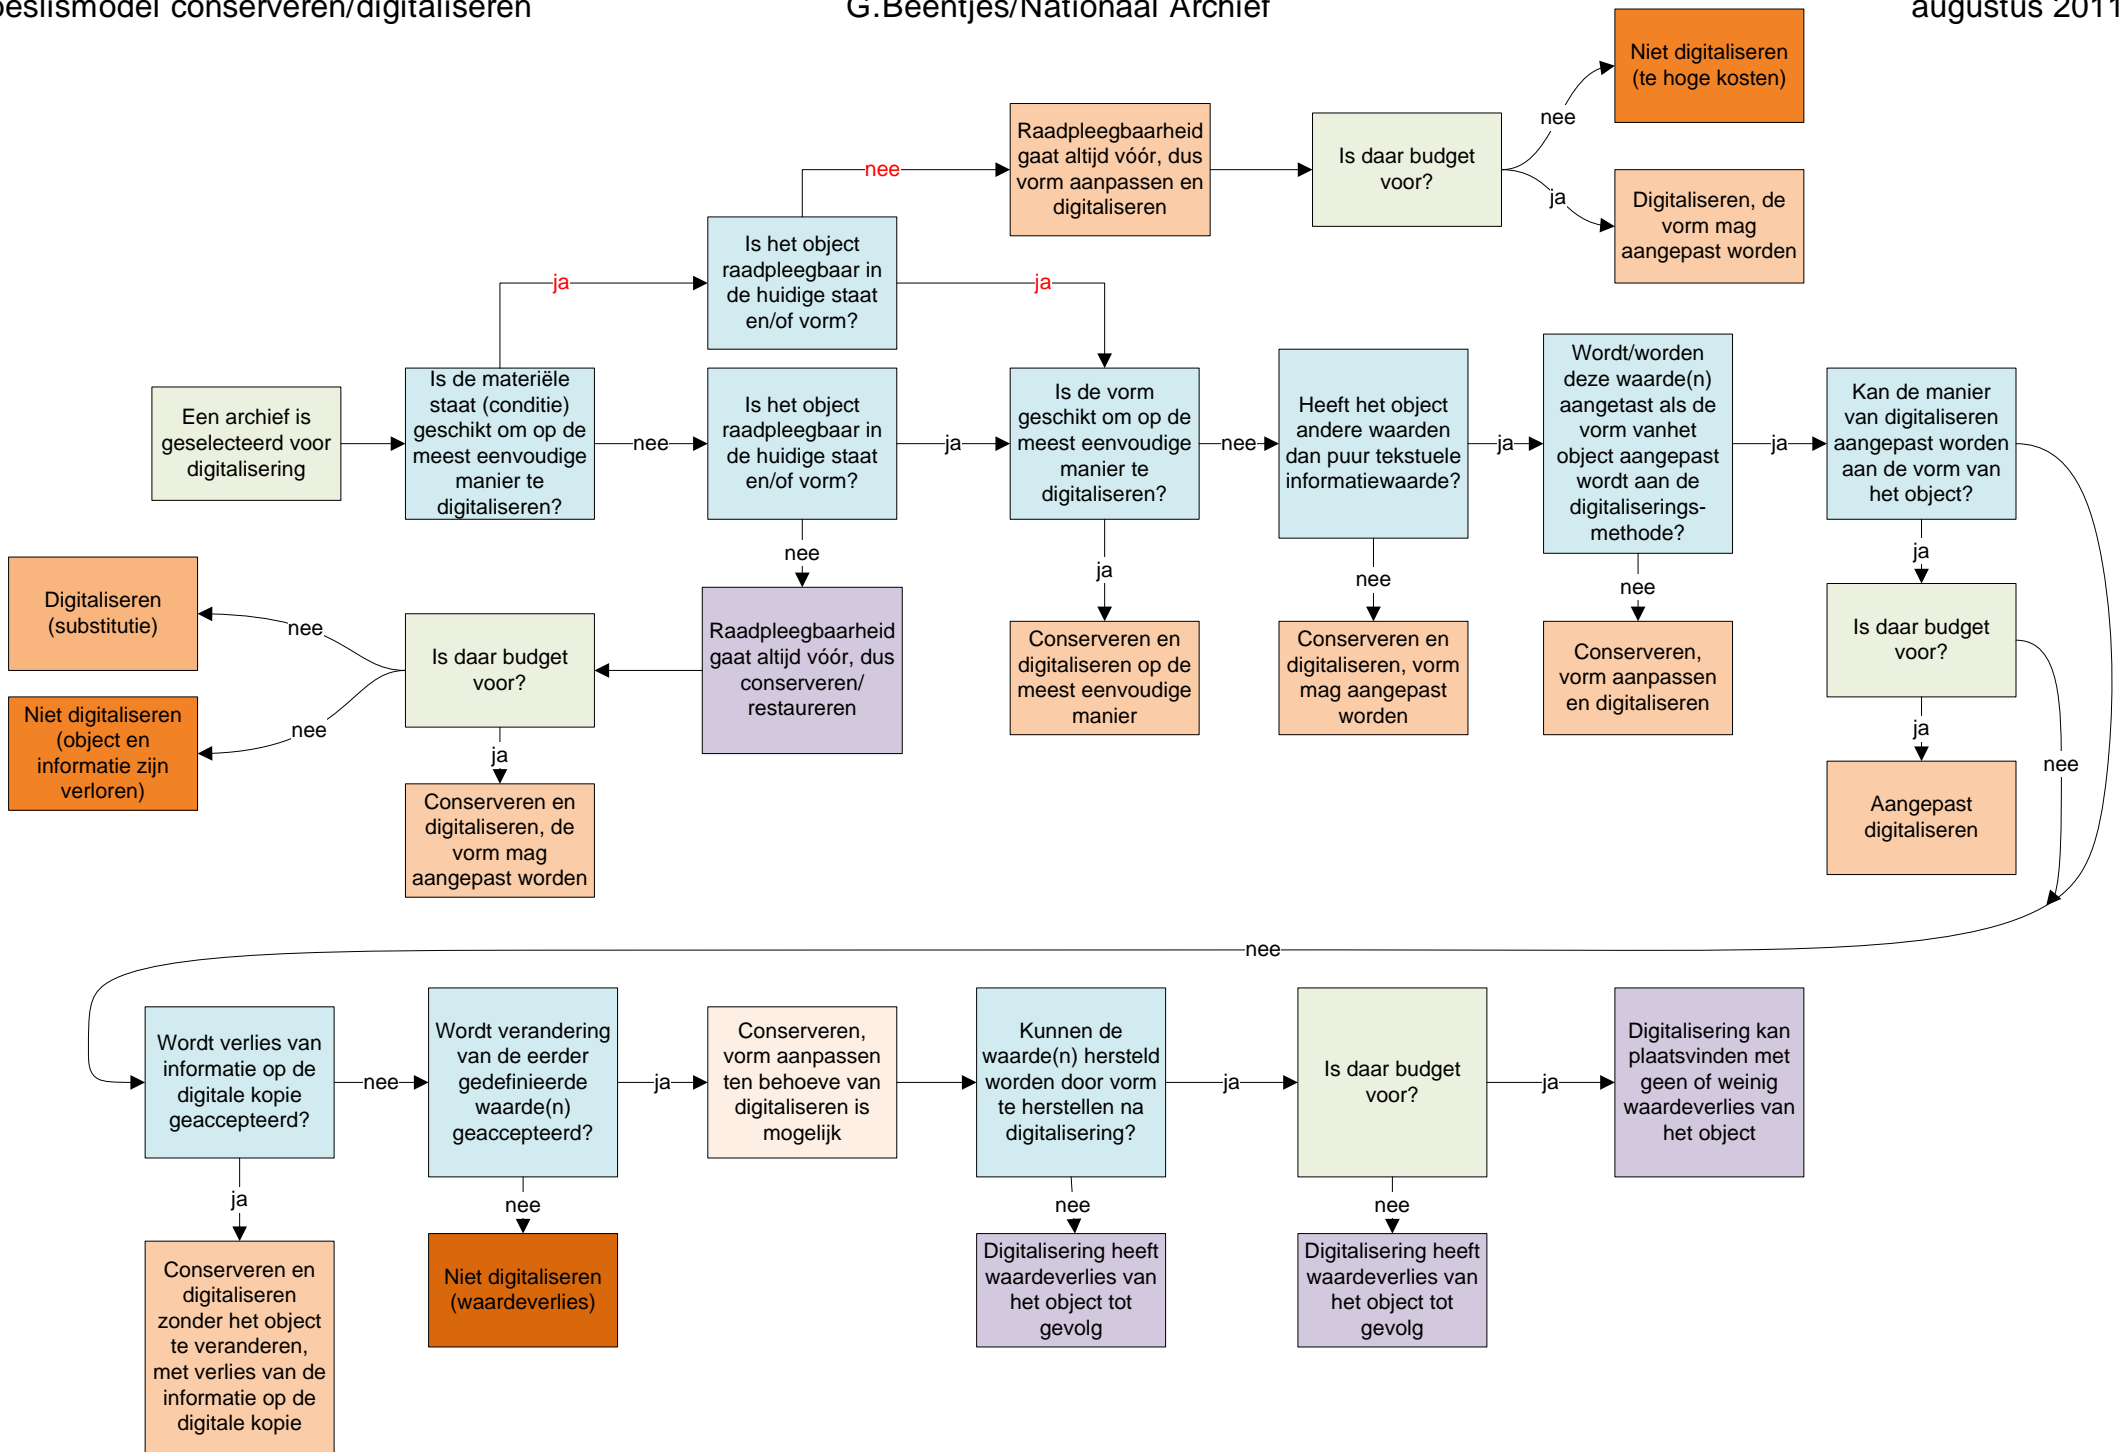 beslismodel conserveren/digitaliseren
G.Beentjes/Nationaal Archief
augustus 2011
Niet digitaliseren
(te hoge kosten)
nee
Raadpleegbaarheid
gaat altijd vóór, dus
vorm aanpassen en
digitaliseren
Is daar budget
voor?
ja
Digitaliseren, de
vorm mag
aangepast worden
nee
Is het object
raadpleegbaar in
de huidige staat
en/of vorm?
ja
ja
Een archief is
geselecteerd voor
digitalisering
Is de materiële
staat (conditie)
geschikt om op de
meest eenvoudige
manier te
digitaliseren?
nee
Is het object
raadpleegbaar in
de huidige staat
en/of vorm?
ja
Is de vorm
geschikt om op de
meest eenvoudige
manier te
digitaliseren?
nee
Heeft het object
andere waarden
dan puur tekstuele
informatiewaarde?
ja
Wordt/worden
deze waarde(n)
aangetast als de
vorm vanhet
object aangepast
wordt aan de
digitaliserings-
methode?
ja
Kan de manier
van digitaliseren
aangepast worden
aan de vorm van
het object?
nee
ja
nee
nee
ja
Digitaliseren
(substitutie)
nee
Niet digitaliseren
(object en
informatie zijn
verloren)
nee
Is daar budget
voor?
Raadpleegbaarheid
gaat altijd vóór, dus
conserveren/
restaureren
ja
Conserveren en
digitaliseren, de
vorm mag
aangepast worden
Conserveren en
digitaliseren op de
meest eenvoudige
manier
Conserveren en
digitaliseren, vorm
mag aangepast
worden
Conserveren,
vorm aanpassen
en digitaliseren
Is daar budget
voor?
ja
nee
Aangepast
digitaliseren
nee
Wordt verlies van
informatie op de
digitale kopie
geaccepteerd?
nee
Wordt verandering
van de eerder
gedefinieerde
waarde(n)
geaccepteerd?
ja
Conserveren,
vorm aanpassen
ten behoeve van
digitaliseren is
mogelijk
Kunnen de
waarde(n) hersteld
worden door vorm
te herstellen na
digitalisering?
ja
Is daar budget
voor?
ja
Digitalisering kan
plaatsvinden met
geen of weinig
waardeverlies van
het object
ja
nee
nee
nee
Conserveren en
digitaliseren
zonder het object
te veranderen,
met verlies van de
informatie op de
digitale kopie
Niet digitaliseren
(waardeverlies)
Digitalisering heeft
waardeverlies van
het object tot
gevolg
Digitalisering heeft
waardeverlies van
het object tot
gevolg